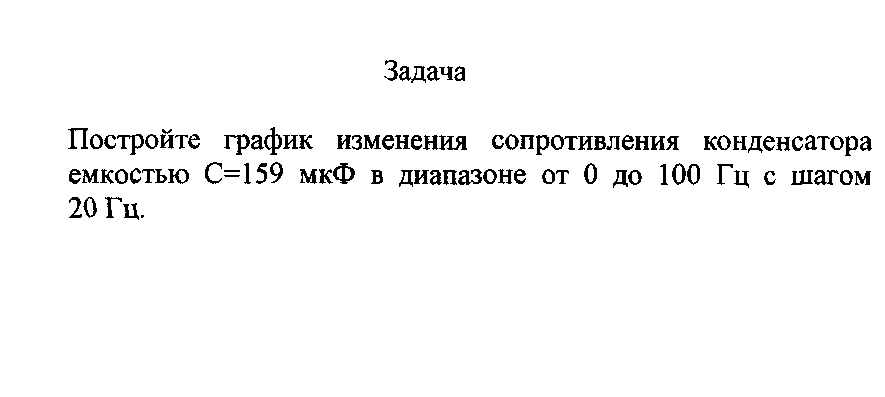 Задача
Постройте график изменения сопротивления конденсатора
емкостью С=159 мкФ в диапазоне от 0 до 100 Гц с шагом
20 Гц.